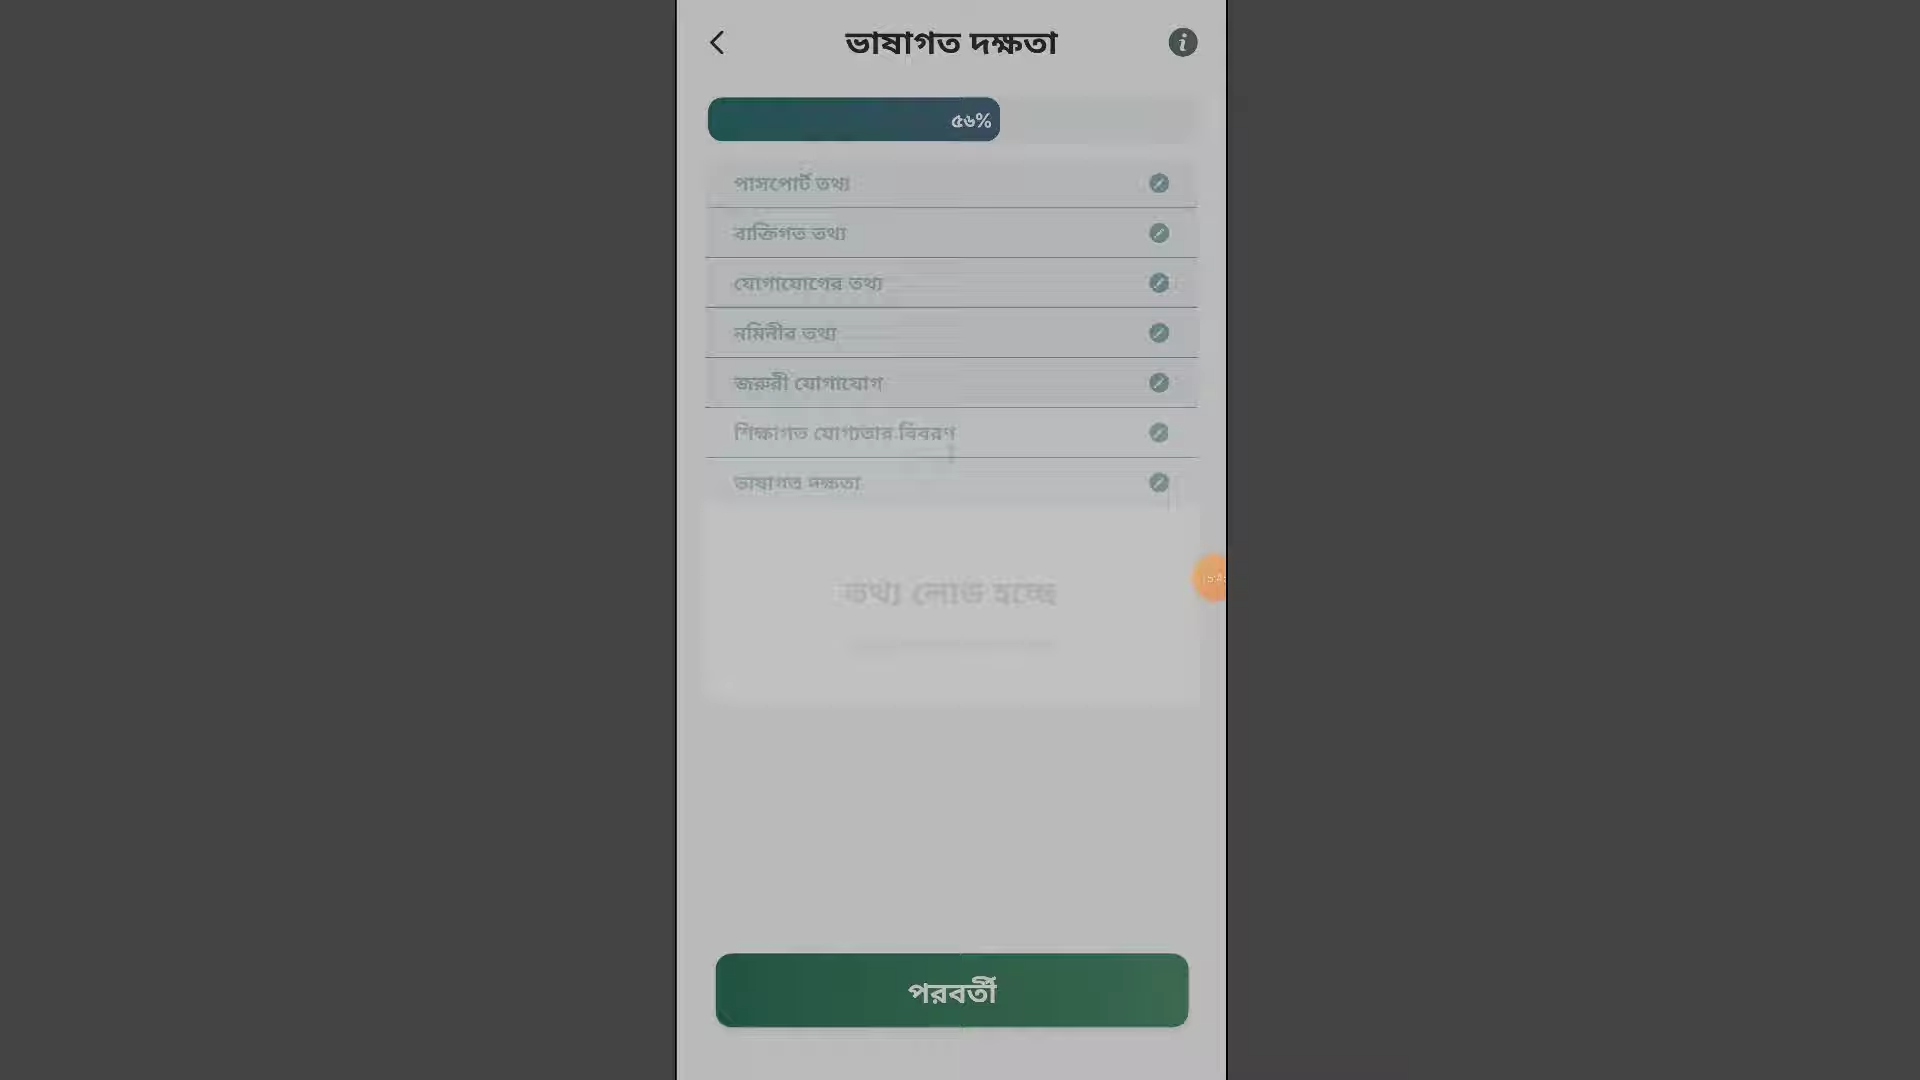 ভাষাগত দক্ষতা
৫৬%
পাসপোর্ট তথ্য
ব্যক্তিগত তথ্য
যোগাযোগের তথ্য
নমিনীর তথ্য
জরুরী যোগাযোগ
শিক্ষাগত যোগ্যতার বিবরণ
ভাষাগত দক্ষতা
তথ্য লোড হচ্ছে
পরবর্তী